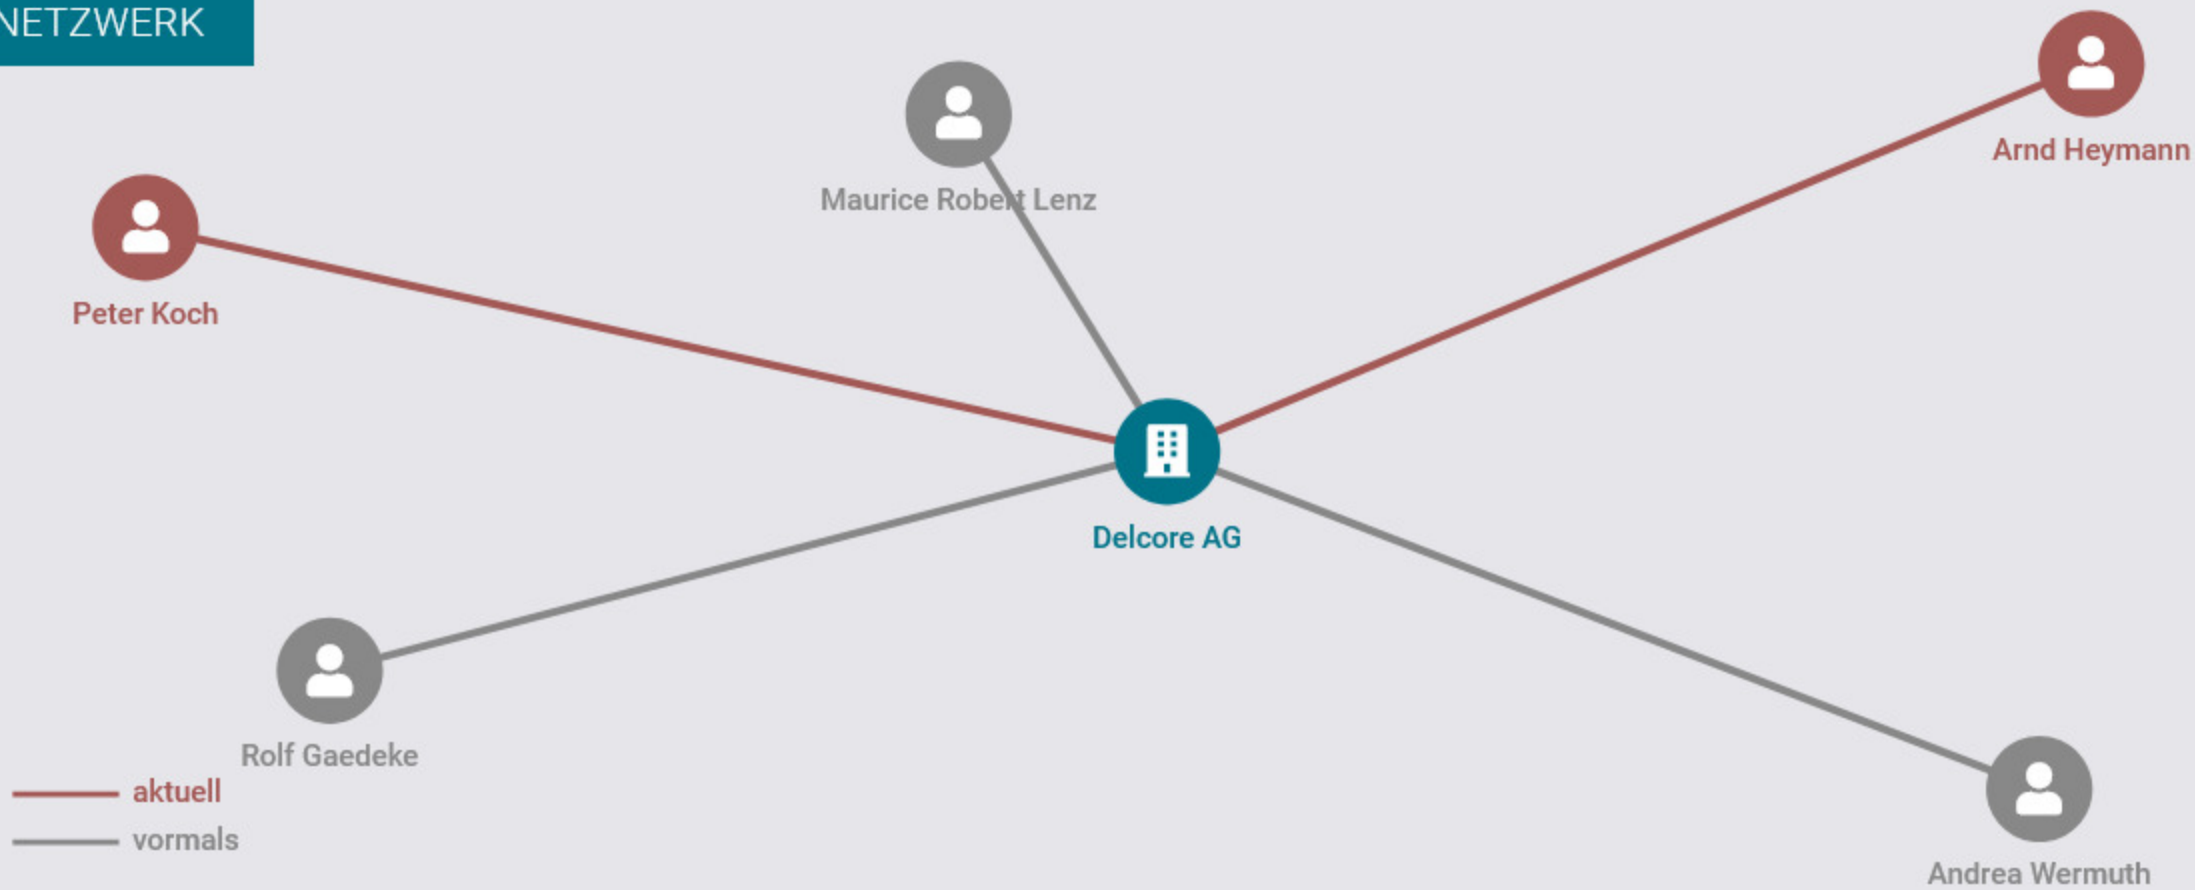 NETZWERK
Maurice Robert Lenz
Arnd Heymann
Peter Koch
Delcore AG
Rolf Gaedeke
aktuell
vormals
Andrea Wermuth